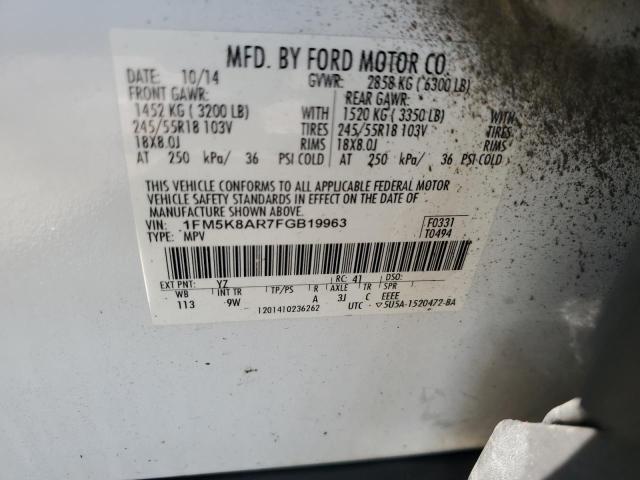 MFD. BY FORD MOTOR CO.
DATE: 10/14 GVWR: 2858 KG ( 6300 LB)
FRONT GAWR: REAR GAWR:
1452 KG ( 3200 LB) WITH 1520 KG ( 3350 LB) WITH
245/55R18 103V TIRES 245/55R18 103V TIRES
18X8.0J RIMS 18X8.0J RIMS
AT 250 kPa/ 36 PSI COLD AT 250 kPa/ 36 PSI COLD
THIS VEHICLE CONFORMS TO ALL APPLICABLE FEDERAL MOTOR
VEHICLE SAFETY STANDARDS IN EFFECT ON THE DATE OF
MANUFACTURE SHOWN ABOVE.
VIN: 1FM5K8AR7FGB19963 F0331
TYPE: MPV T0494
EXT PNT: YZ RC: 41 DSO:
WB INT TR TP/PS R AXLE TR SPR
113 9W A 3J C EEEE
1201410236262 UTC ▽5U5A-1520472-BA